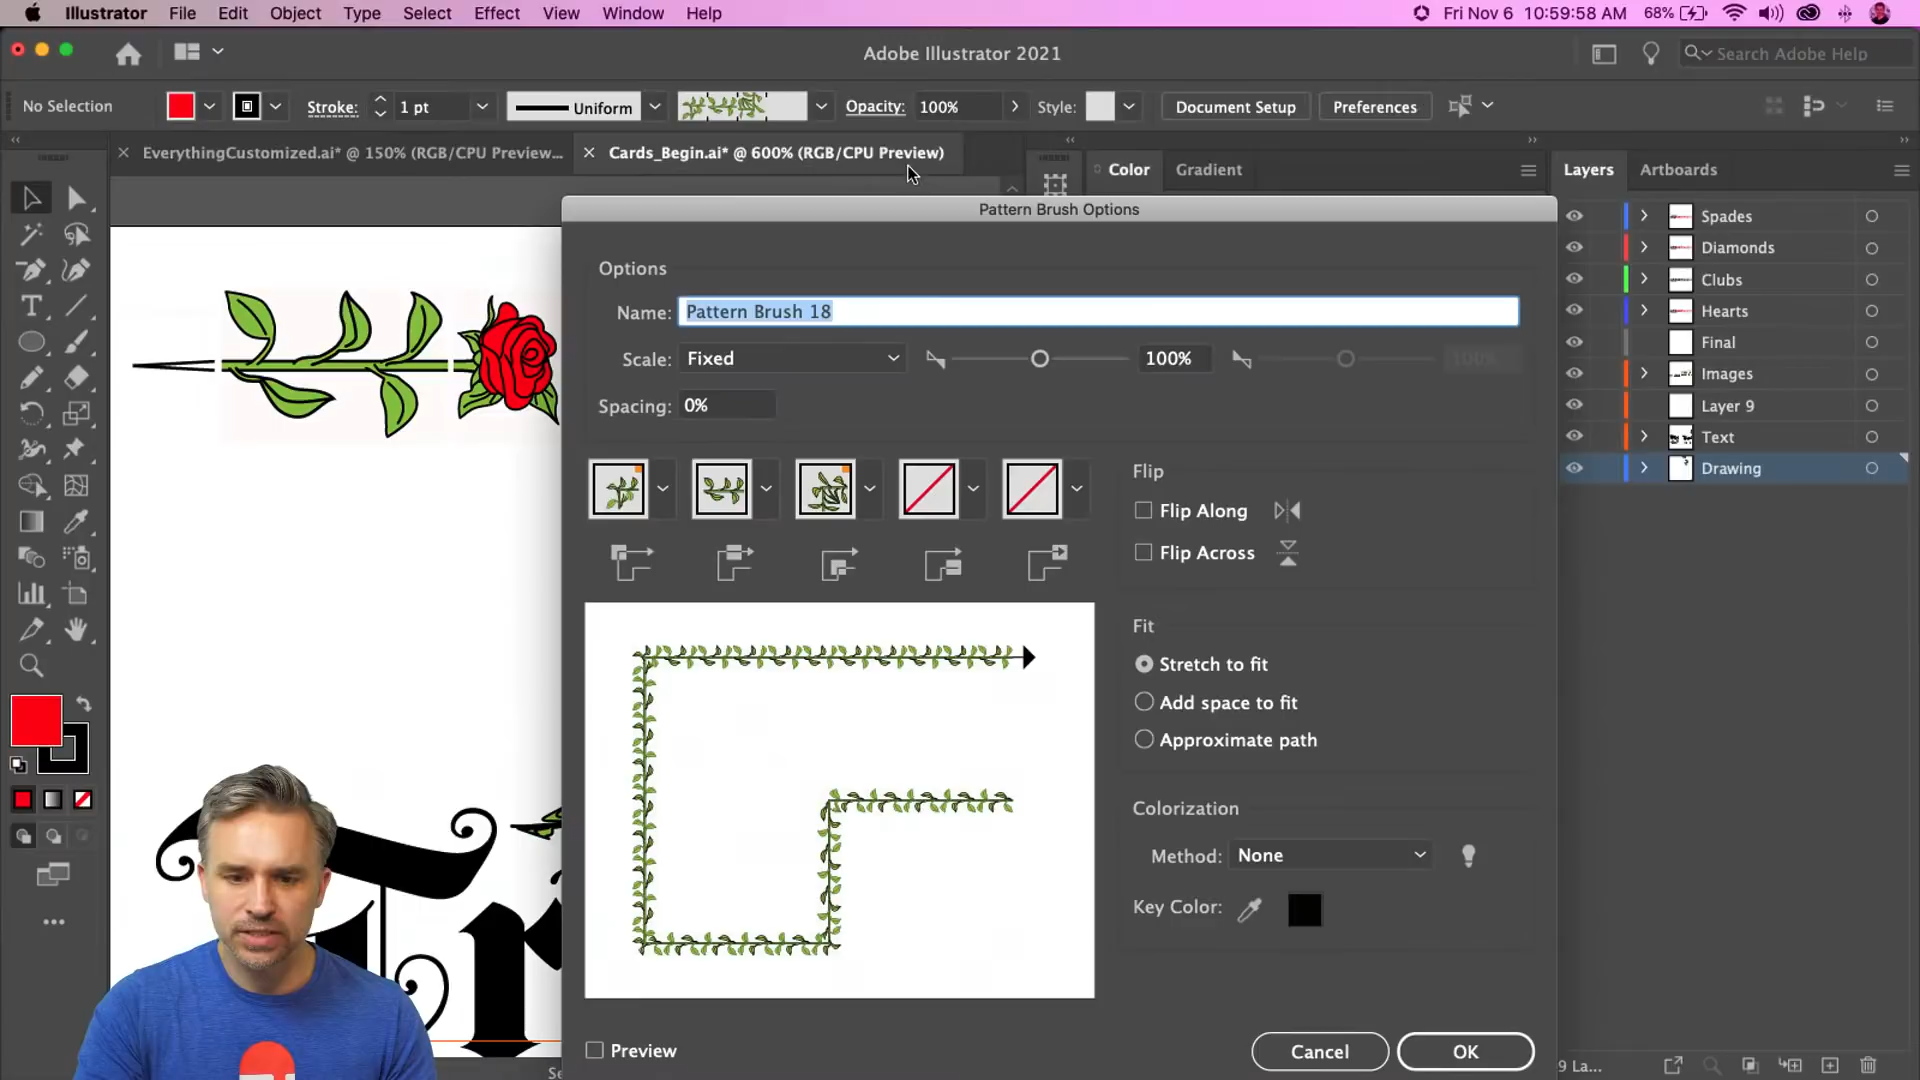 Illustrator File Edit Object Type Select Effect View Window Help Fri Nov 6 10:59:58 AM 68%
Adobe Illustrator 2021 Search Adobe Help
No Selection Stroke: 1 pt Uniform Opacity: 100% Style: Document Setup Preferences
EverythingCustomized.ai* @ 150% (RGB/CPU Preview... Cards_Begin.ai* @ 600% (RGB/CPU Preview)
Color Gradient
Layers Artboards
Pattern Brush Options
Options
Name: Pattern Brush 18
Scale: Fixed 100% 100%
Spacing: 0%
Flip
Flip Along
Flip Across
Fit
Stretch to fit
Add space to fit
Approximate path
Colorization
Method: None
Key Color:
Preview
Cancel OK
Spades
Diamonds
Clubs
Hearts
Final
Images
Layer 9
Text
Drawing
Se
9 La...